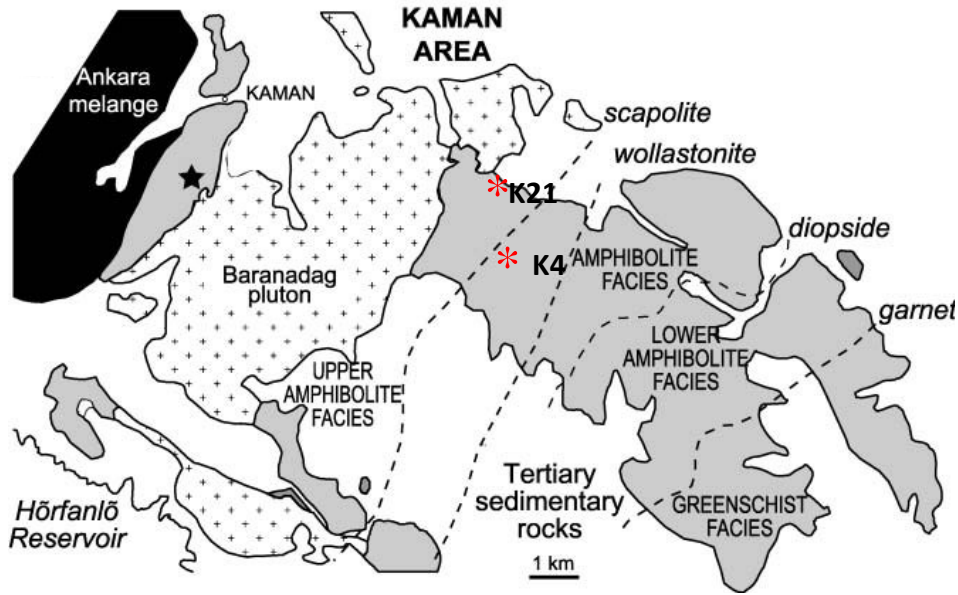 KAMAN
AREA
Ankara
melange
KAMAN
scapolite
wollastonite
K21
diopside
K4
AMPHIBOLITE
FACIES
Baranadag
pluton
garnet
LOWER
AMPHIBOLITE
FACIES
UPPER
AMPHIBOLITE
FACIES
Tertiary
sedimentary
rocks
Hõrfanlõ
Reservoir
GREENSCHIST
FACIES
1 km